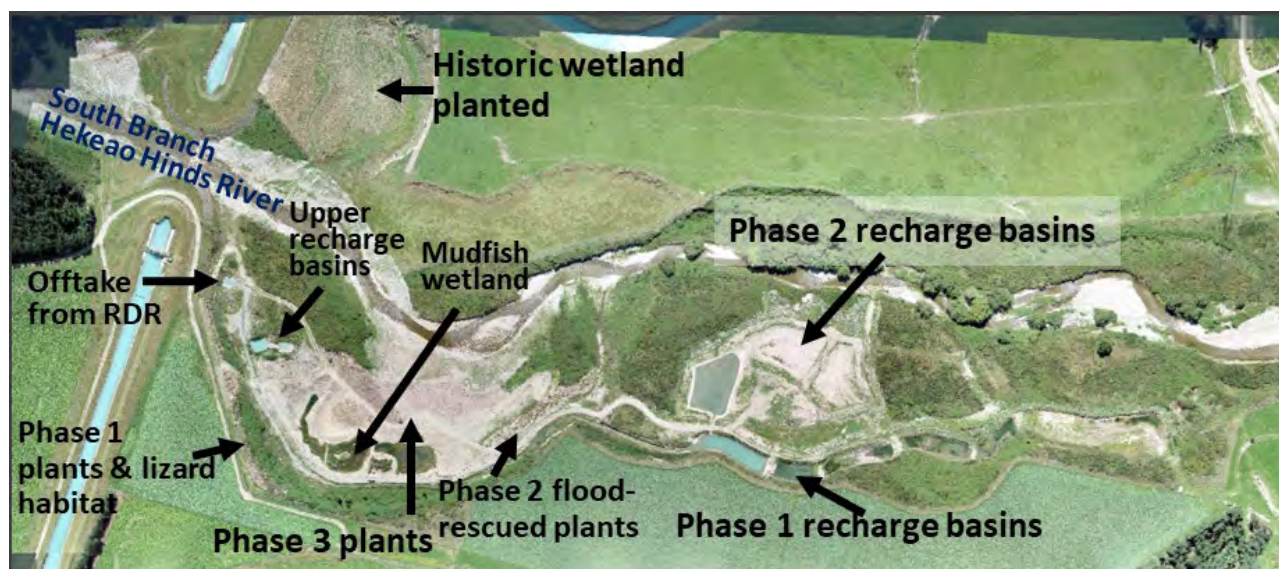 Historic wetland
planted
South Branch
Hekeao Hinds River
Upper
recharge
basins
Mudfish
wetland
Phase 2 recharge basins
Offtake
from RDR
Phase 1
plants & lizard
habitat
Phase 3 plants
Phase 2 flood-
rescued plants
Phase 1 recharge basins